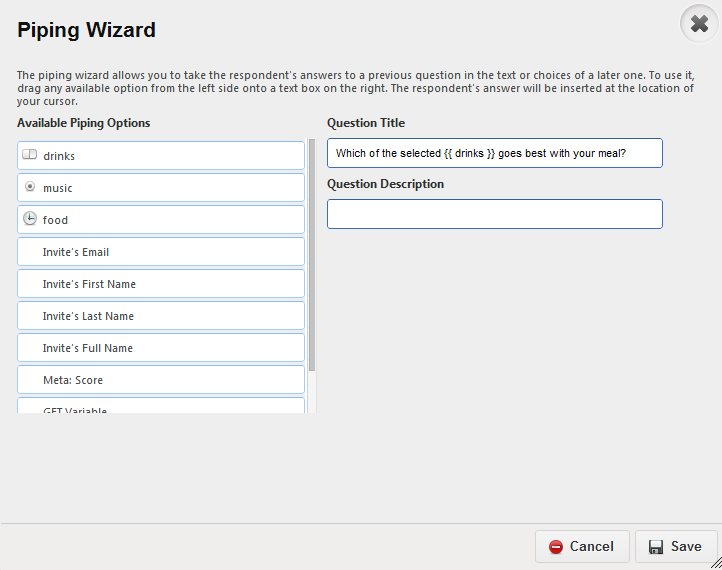 Piping Wizard
The piping wizard allows you to take the respondent's answers to a previous question in the text or choices of a later one. To use it,
drag any available option from the left side onto a text box on the right. The respondent's answer will be inserted at the location of
your cursor.
Available Piping Options
drinks
music
food
Invite's Email
Invite's First Name
Invite's Last Name
Invite's Full Name
Meta: Score
GET Variable
Question Title
Which of the selected {{ drinks }} goes best with your meal?
Question Description
Cancel
Save